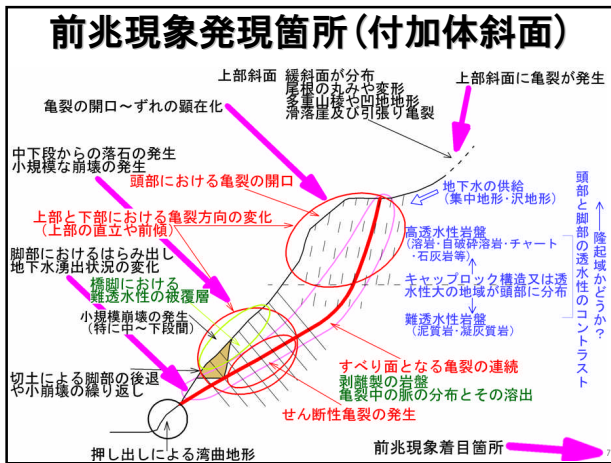 前兆現象発現箇所(付加体斜面)
上部斜面 緩斜面が分布
尾根の丸みや変形
多重山稜や凹地地形
滑落崖及び引張り亀裂
上部斜面に亀裂が発生
亀裂の開口~ずれの顕在化
中下段からの落石の発生
小規模な崩壊の発生
頭部における亀裂の開口
上部と下部における亀裂方向の変化
(上部の直立や前傾)
脚部におけるはらみ出し
地下水湧出状況の変化
橋脚における
難透水性の被覆層
小規模崩壊の発生
(特に中~下段間)
切土による脚部の後退
や小崩壊の繰り返し
押し出しによる湾曲地形
地下水の供給
(集中地形・沢地形)
高透水性岩盤
(溶岩・自破砕溶岩・チャート
・石灰岩等)
キャップロック構造又は透
水性大の地域が頭部に分布
難透水性岩盤
(泥質岩・凝灰質岩)
頭部と脚部の透水性のコントラスト
←隆起域かどうか?
すべり面となる亀裂の連続
剥離型の岩盤
亀裂中の脈の分布とその溶出
せん断性亀裂の発生
前兆現象着目箇所
7